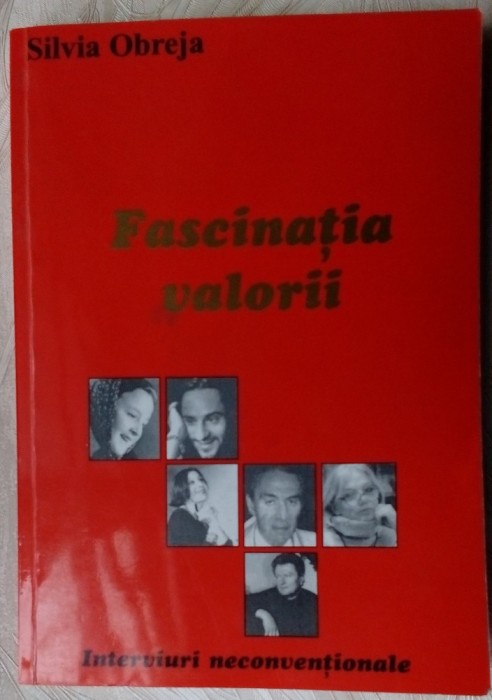 Silvia Obreja
Fascinația
valorii
Interviuri neconvenționale